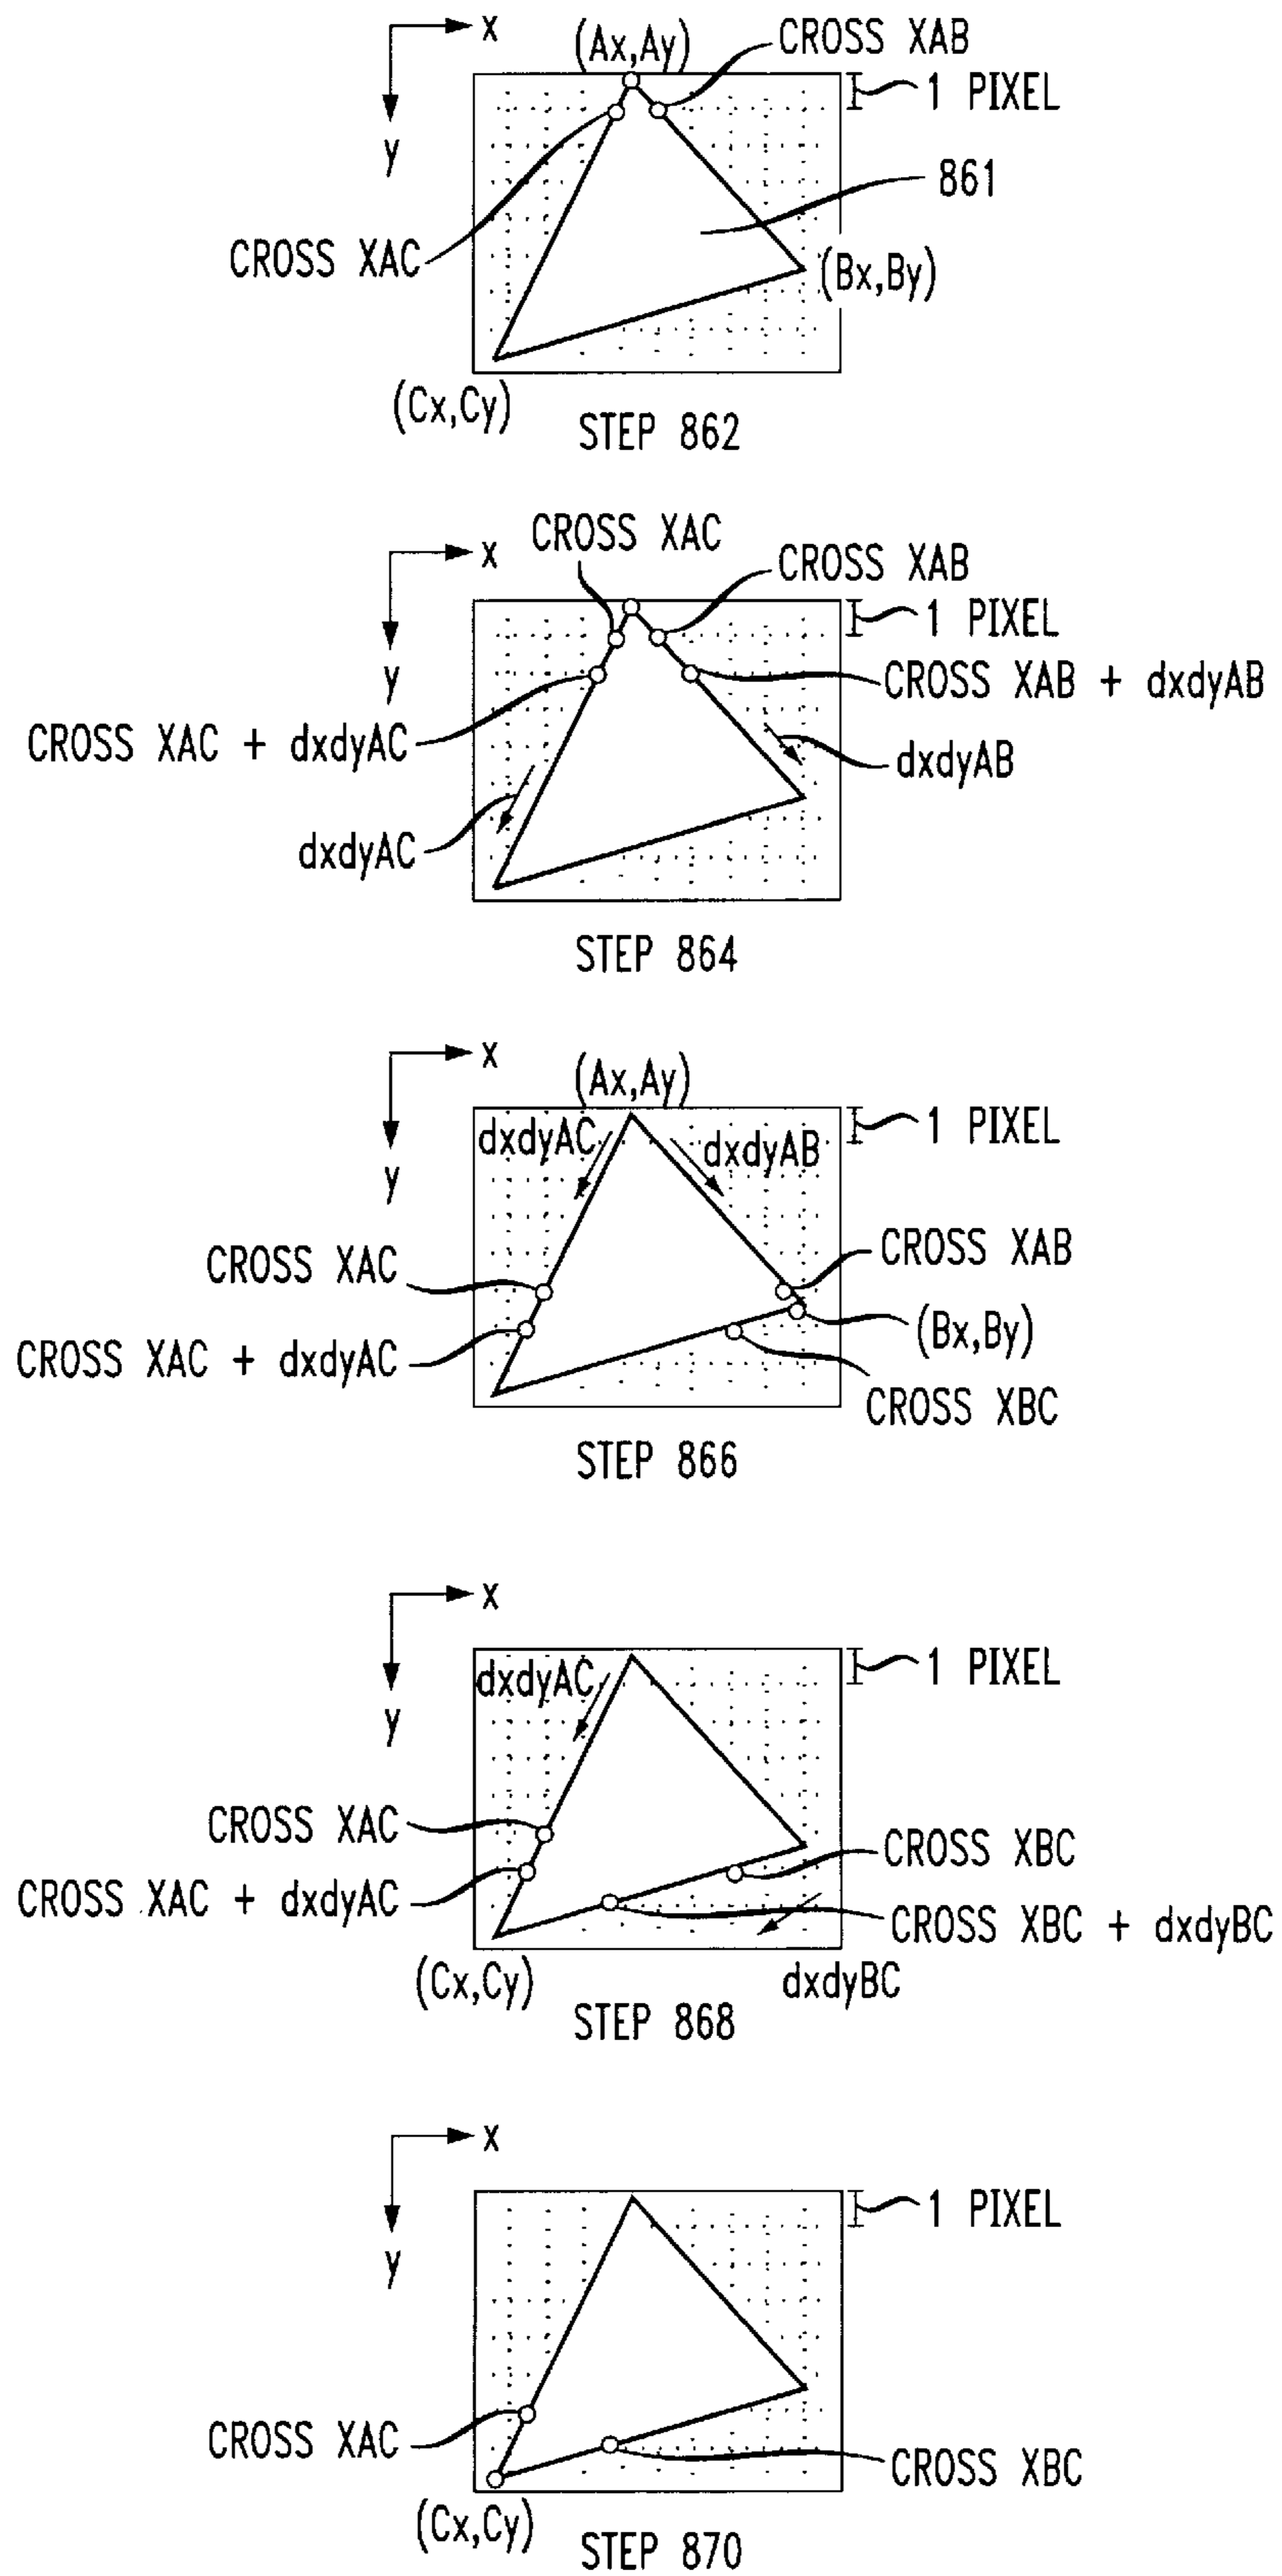 x
(Ax,Ay)
CROSS XAB
1 PIXEL
y
861
CROSS XAC
(Bx,By)
(Cx,Cy)
STEP 862
CROSS XAC
x
CROSS XAB
1 PIXEL
y
CROSS XAB + dxdyAB
CROSS XAC + dxdyAC
dxdyAB
dxdyAC
STEP 864
x
(Ax,Ay)
1 PIXEL
dxdyAC
dxdyAB
y
CROSS XAB
CROSS XAC
(Bx,By)
CROSS XAC + dxdyAC
CROSS XBC
STEP 866
x
1 PIXEL
dxdyAC
y
CROSS XAC
CROSS XBC
CROSS XAC + dxdyAC
CROSS XBC + dxdyBC
(Cx,Cy)
dxdyBC
STEP 868
x
1 PIXEL
y
CROSS XAC
CROSS XBC
(Cx,Cy)
STEP 870